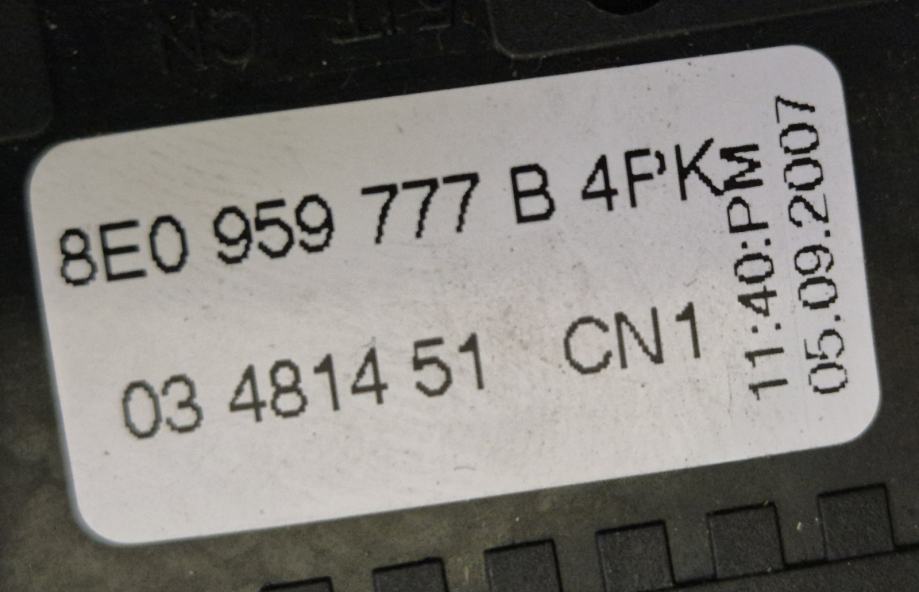 8E0 959 777 B 4PK
03 4814 51 CN1
11:40:PM
05.09.2007